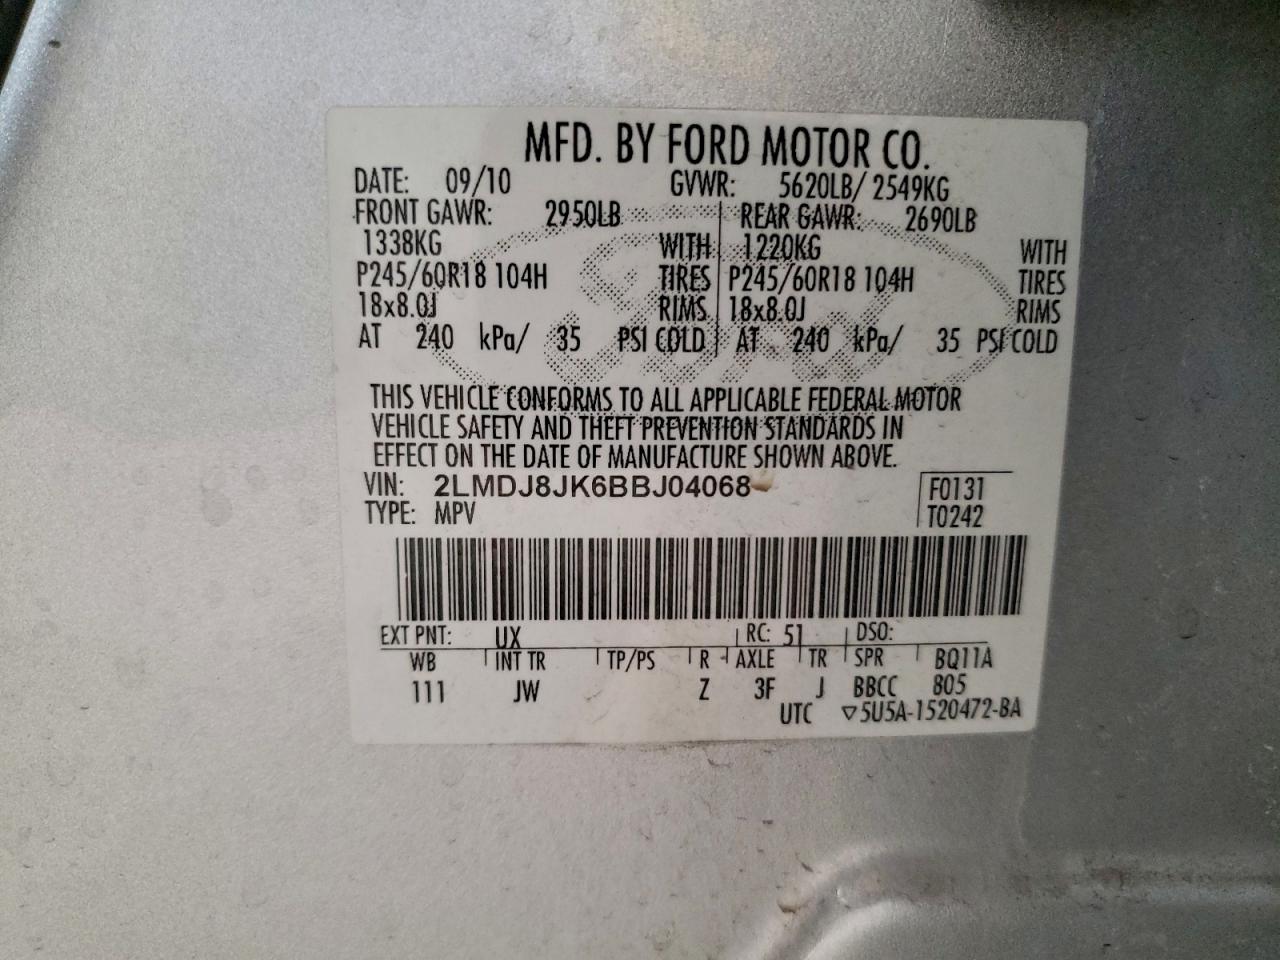 MFD. BY FORD MOTOR CO.
DATE: 09/10 GVWR: 5620LB/ 2549KG
FRONT GAWR: 2950LB REAR GAWR: 2690LB
1338KG WITH 1220KG WITH
P245/60R18 104H TIRES P245/60R18 104H TIRES
18x8.0J RIMS 18x8.0J RIMS
AT 240 kPa/ 35 PSI COLD AT 240 kPa/ 35 PSI COLD
THIS VEHICLE CONFORMS TO ALL APPLICABLE FEDERAL MOTOR
VEHICLE SAFETY AND THEFT PREVENTION STANDARDS IN
EFFECT ON THE DATE OF MANUFACTURE SHOWN ABOVE.
VIN: 2LMDJ8JK6BBJ04068 F0131
TYPE: MPV T0242
EXT PNT: UX RC: 51 DSO:
WB INT TR TP/PS R AXLE TR SPR BQ11A
111 JW Z 3F J BBCC 805
UTC ▽5U5A-1520472-BA